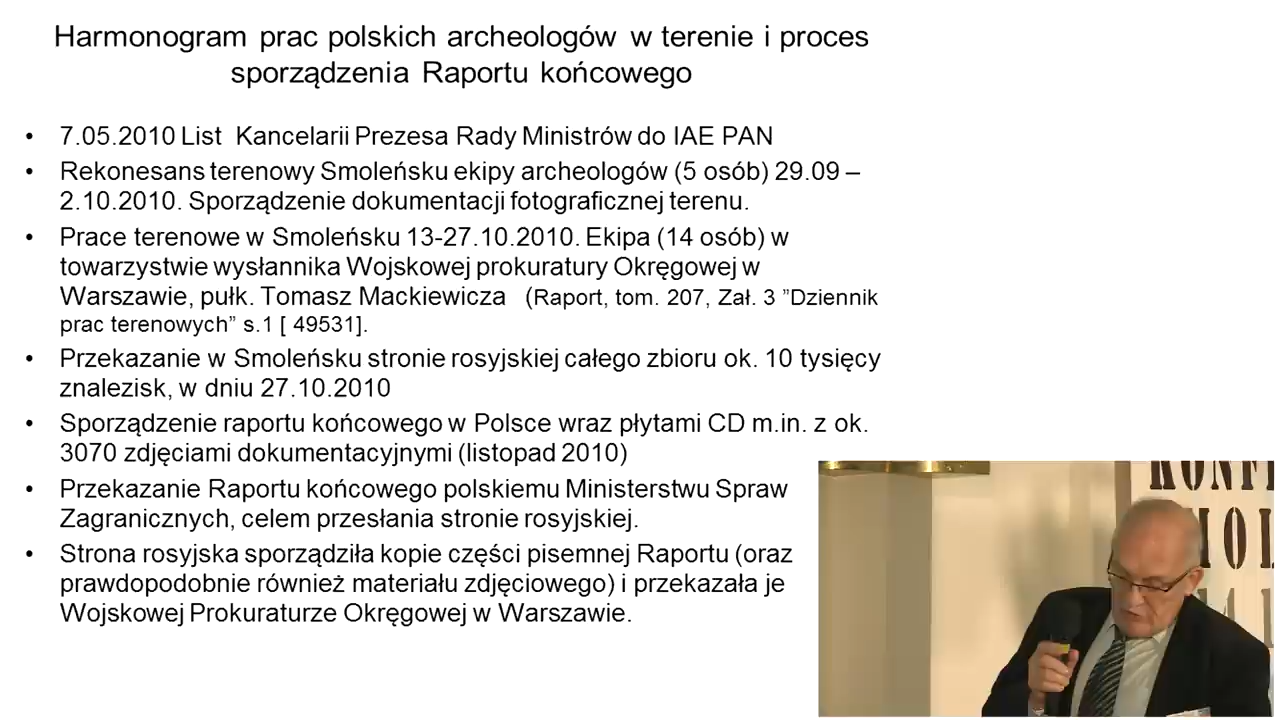 Harmonogram prac polskich archeologów w terenie i proces
sporządzenia Raportu końcowego
• 7.05.2010 List Kancelarii Prezesa Rady Ministrów do IAE PAN
• Rekonesans terenowy Smoleńsku ekipy archeologów (5 osób) 29.09 –
2.10.2010. Sporządzenie dokumentacji fotograficznej terenu.
• Prace terenowe w Smoleńsku 13-27.10.2010. Ekipa (14 osób) w
towarzystwie wysłannika Wojskowej prokuratury Okręgowej w
Warszawie, pułk. Tomasz Mackiewicza (Raport, tom. 207, Zał. 3 ”Dziennik
prac terenowych” s.1 [ 49531].
• Przekazanie w Smoleńsku stronie rosyjskiej całego zbioru ok. 10 tysięcy
znalezisk, w dniu 27.10.2010
• Sporządzenie raportu końcowego w Polsce wraz płytami CD m.in. z ok.
3070 zdjęciami dokumentacyjnymi (listopad 2010)
• Przekazanie Raportu końcowego polskiemu Ministerstwu Spraw
Zagranicznych, celem przesłania stronie rosyjskiej.
• Strona rosyjska sporządziła kopie części pisemnej Raportu (oraz
prawdopodobnie również materiału zdjęciowego) i przekazała je
Wojskowej Prokuraturze Okręgowej w Warszawie.
KONF